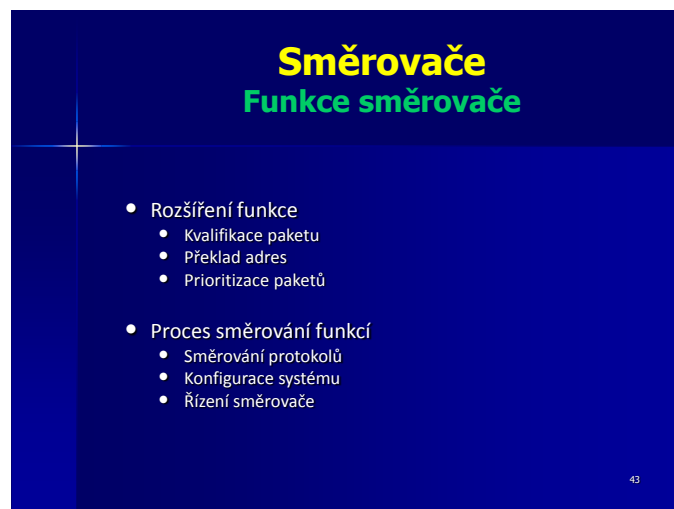 Směrovače
Funkce směrovače
• Rozšíření funkce
• Kvalifikace paketu
• Překlad adres
• Prioritizace paketů
• Proces směrování funkcí
• Směrování protokolů
• Konfigurace systému
• Řízení směrovače
43